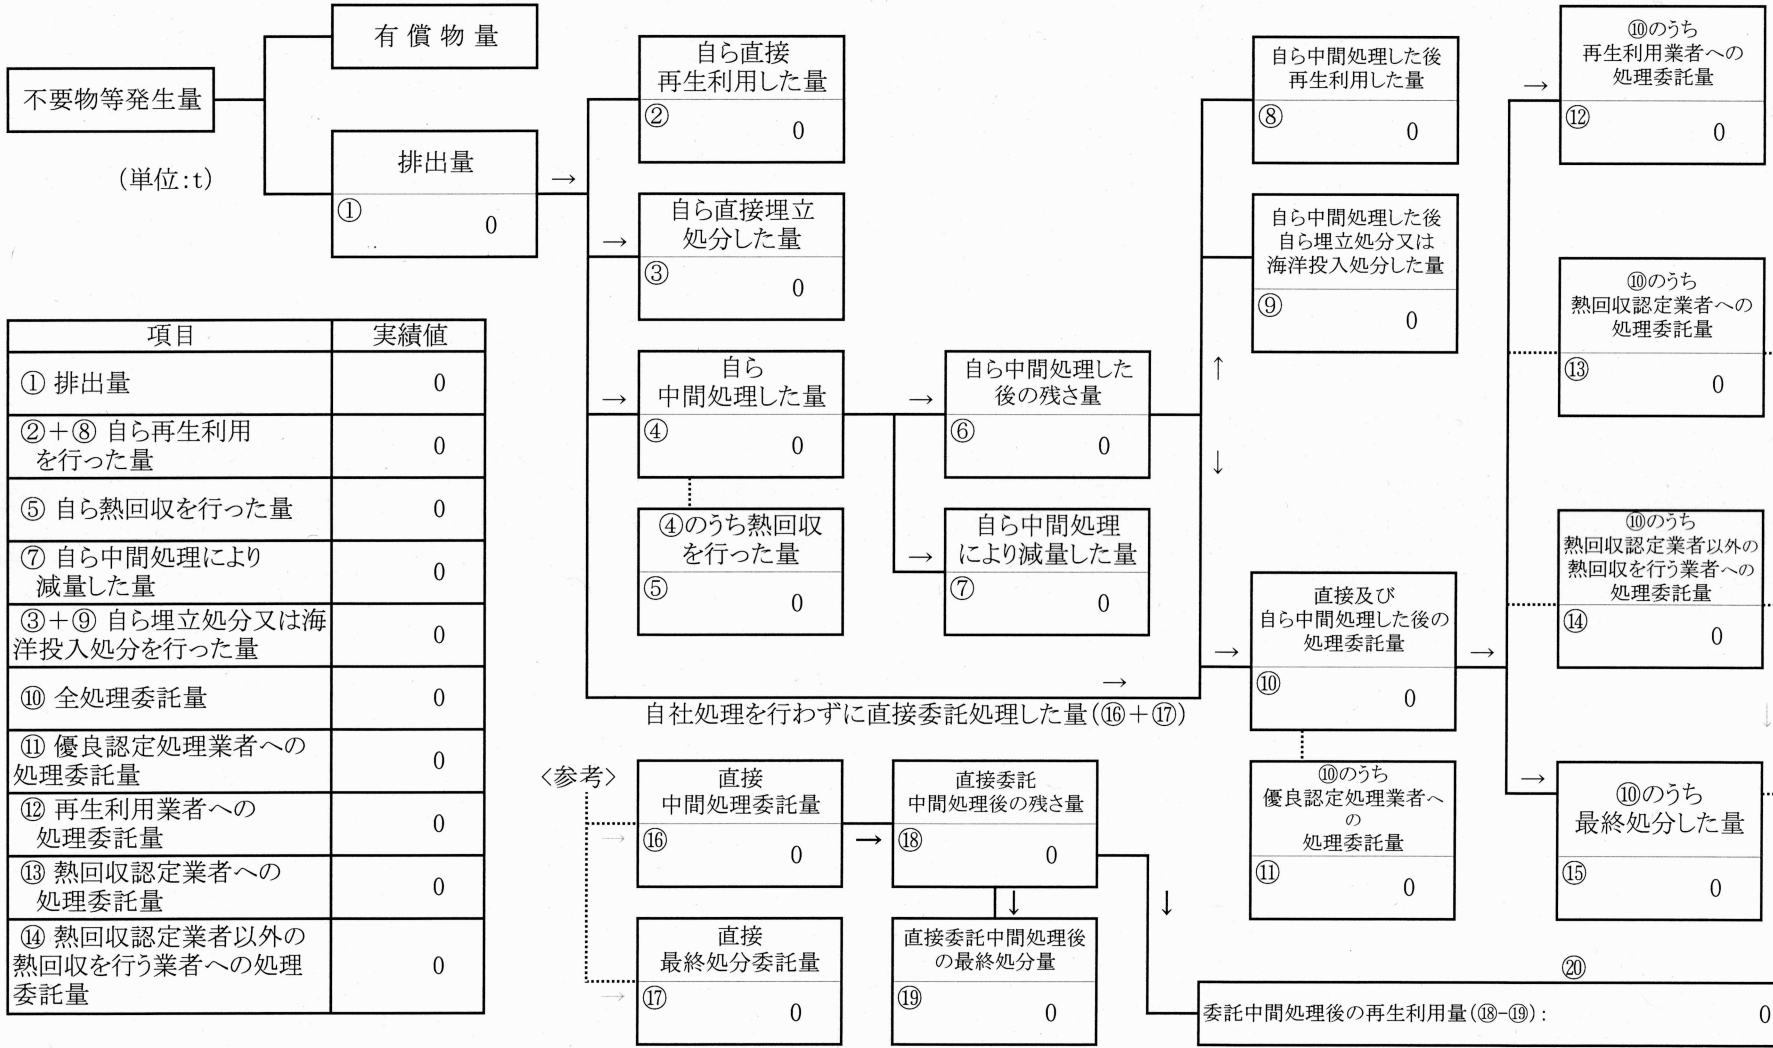 不要物等発生量
(単位:t)
有償物量
排出量
① 0
→
自ら直接
再生利用した量
② 0
→
自ら直接埋立
処分した量
③ 0
→
自ら
中間処理した量
④ 0
④のうち熱回収
を行った量
⑤ 0
→
自ら中間処理した
後の残さ量
⑥ 0
→
自ら中間処理
により減量した量
⑦ 0
→
自社処理を行わずに直接委託処理した量(⑯+⑰)
↑
↓
自ら中間処理した後
再生利用した量
⑧ 0
自ら中間処理した後
自ら埋立処分又は
海洋投入処分した量
⑨ 0
→
直接及び
自ら中間処理した後の
処理委託量
⑩ 0
⑩のうち
優良認定処理業者へ
の
処理委託量
⑪ 0
→
→
⑩のうち
再生利用業者への
処理委託量
⑫ 0
⑩のうち
熱回収認定業者への
処理委託量
⑬ 0
⑩のうち
熱回収認定業者以外の
熱回収を行う業者への
処理委託量
⑭ 0
↓
→
⑩のうち
最終処分した量
⑮ 0
項目 実績値
① 排出量 0
②+⑧ 自ら再生利用
を行った量 0
⑤ 自ら熱回収を行った量 0
⑦ 自ら中間処理により
減量した量 0
③+⑨ 自ら埋立処分又は海
洋投入処分を行った量 0
⑩ 全処理委託量 0
⑪ 優良認定処理業者への
処理委託量 0
⑫ 再生利用業者への
処理委託量 0
⑬ 熱回収認定業者への
処理委託量 0
⑭ 熱回収認定業者以外の
熱回収を行う業者への処理
委託量 0
〈参考〉
→
直接
中間処理委託量
⑯ 0
→
直接委託
中間処理後の残さ量
⑱ 0
↓
↓
→
直接
最終処分委託量
⑰ 0
直接委託中間処理後
の最終処分量
⑲ 0
⑳
委託中間処理後の再生利用量(⑱-⑲): 0